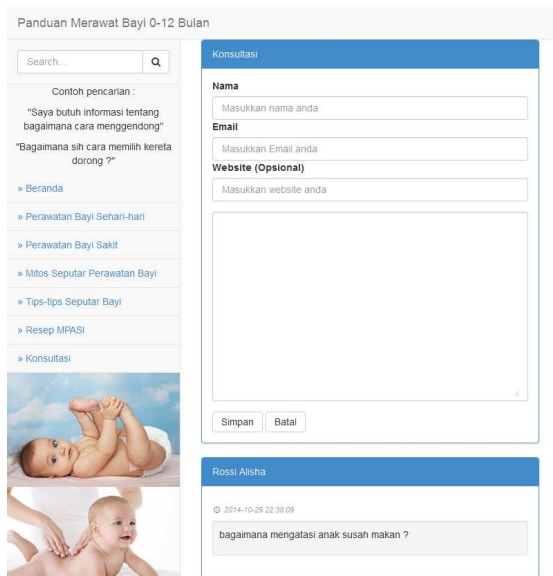 Panduan Merawat Bayi 0-12 Bulan
Search...
Contoh pencarian :
"Saya butuh informasi tentang
bagaimana cara menggendong"
"Bagaimana sih cara memilih kereta
dorong ?"
» Beranda
» Perawatan Bayi Sehari-hari
» Perawatan Bayi Sakit
» Mitos Seputar Perawatan Bayi
» Tips-tips Seputar Bayi
» Resep MPASI
» Konsultasi
Konsultasi
Nama
Masukkan nama anda
Email
Masukkan Email anda
Website (Opsional)
Masukkan website anda
Simpan
Batal
Rossi Alisha
2014-10-29 22:38:09
bagaimana mengatasi anak susah makan ?